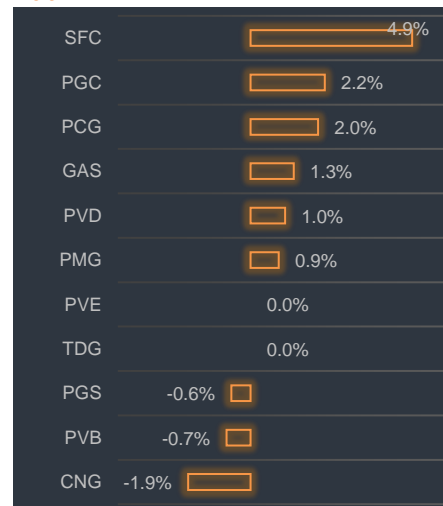 SFC 4.9%
PGC 2.2%
PCG 2.0%
GAS 1.3%
PVD 1.0%
PMG 0.9%
PVE 0.0%
TDG 0.0%
PGS -0.6%
PVB -0.7%
CNG -1.9%